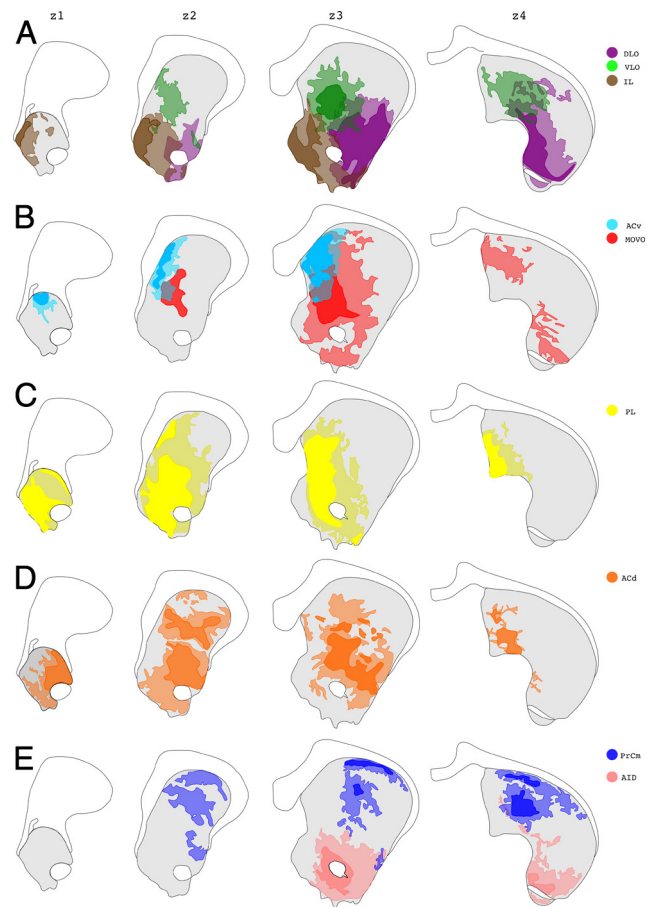 z1 z2 z3 z4
A
DLO
VLO
IL
B
ACv
MOVO
C
PL
D
ACd
E
PrCm
AID